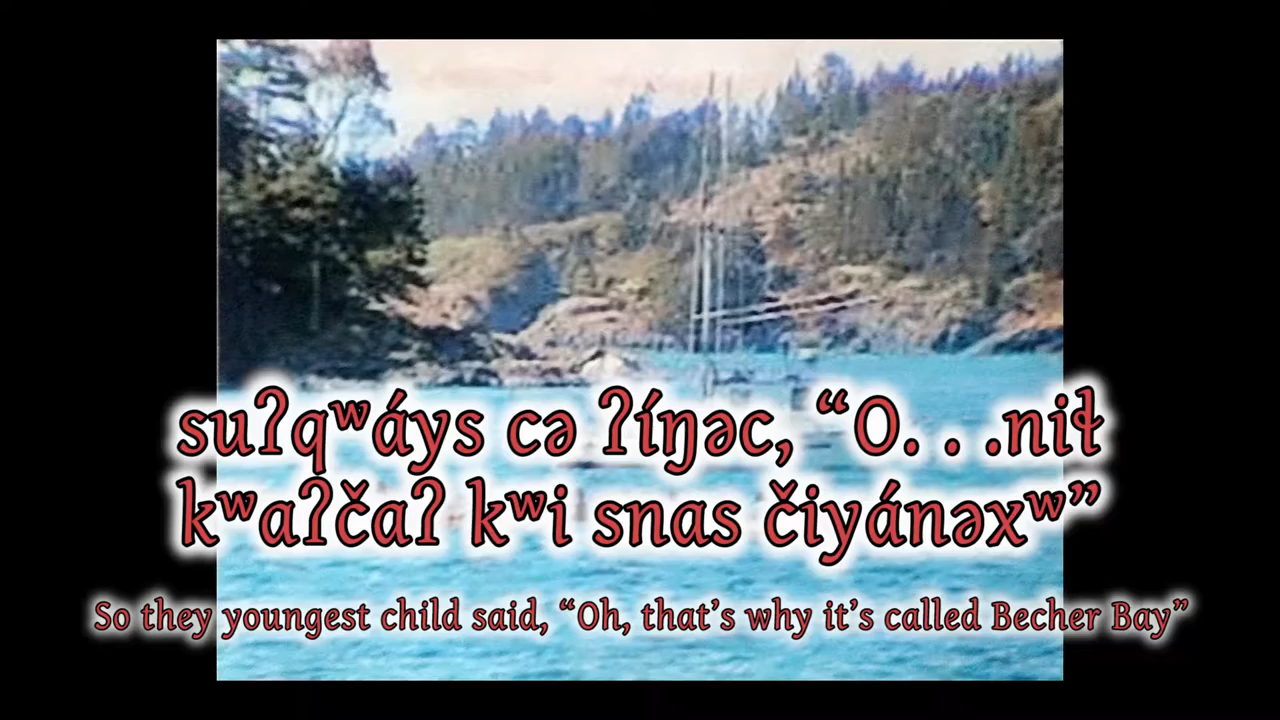 suʔqʷáys cə ʔíŋəc, “O. . .nił
kʷaʔčaʔ kʷi snas čiyánəxʷ”
So they youngest child said, “Oh, that’s why it’s called Becher Bay”